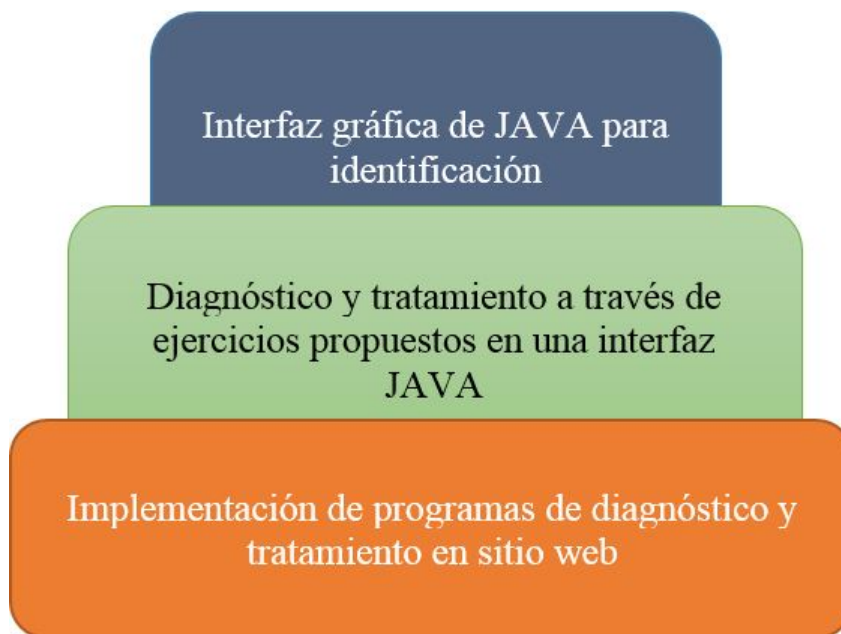 Interfaz gráfica de JAVA para
identificación
Diagnóstico y tratamiento a través de
ejercicios propuestos en una interfaz
JAVA
Implementación de programas de diagnóstico y
tratamiento en sitio web